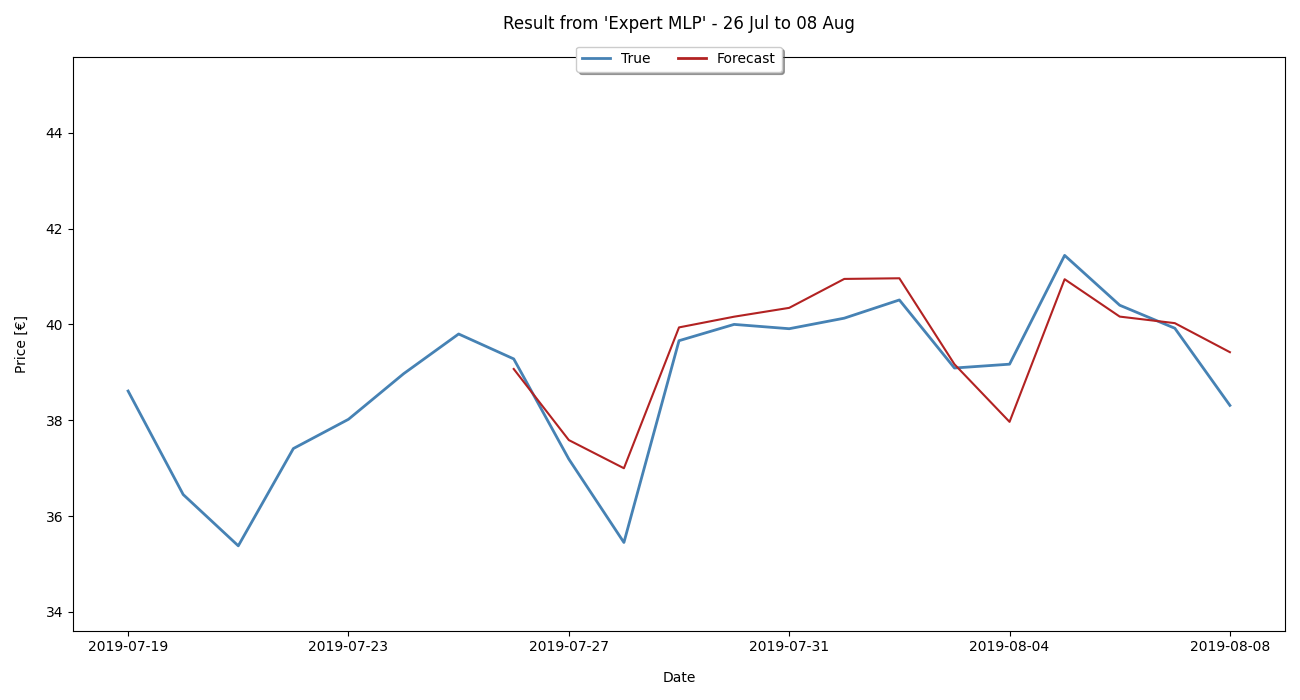 Result from 'Expert MLP' - 26 Jul to 08 Aug
True Forecast
44
42
40
38
36
34
Price [€]
2019-07-19 2019-07-23 2019-07-27 2019-07-31 2019-08-04 2019-08-08
Date